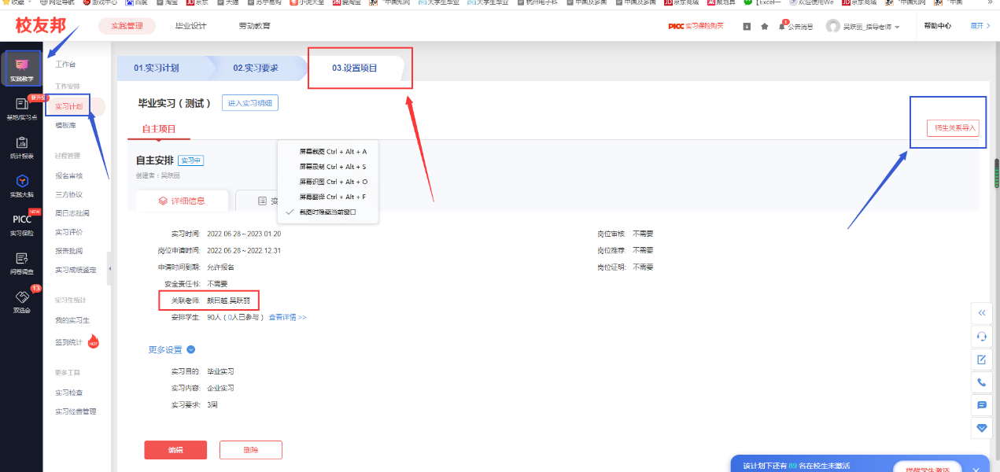 收藏 网址导航 游戏中心 百度 淘宝 京东 天猫 苏宁易购 小说大全 爱淘宝 "中国知网 大学生毕业 大学生毕业 杭州电子科 中国及多国 中国及多国 京东商城 聚划算 【Excel一 欢迎使用We 京东商城 "中国知网 "中国
校友邦
实践管理 毕业设计 劳动教育
PICC 实习保险购买
1
公告消息
吴跃丽_指导老师
帮助中心
展开
实践教学
新升级
基地/实习点
统计报表
实践大脑
NEW
PICC
实习保险
问卷调查
13
双选会
工作台
工作安排
实习计划
模板库
过程管理
报名审核
三方协议
周日志批阅
实习评价
报告批阅
实习成绩鉴定
实习生统计
我的实习生
签到统计 HOT
更多工具
实习检查
实习经费管理
01.实习计划 02.实习要求 03.设置项目
毕业实习（测试） 进入实习明细
师生关系导入
自主项目
自主安排 实习中
创建者：吴跃丽
详细信息 变
屏幕截图 Ctrl + Alt + A
屏幕录制 Ctrl + Alt + S
屏幕识图 Ctrl + Alt + O
屏幕翻译 Ctrl + Alt + F
截图时隐藏当前窗口
实习时间: 2022.06.28～2023.01.20
岗位申请时间: 2022.06.28～2022.12.31
申请时间到期: 允许报名
安全责任书: 不需要
关联老师: 颜日越,吴跃丽
安排学生: 90人（0人已参与） 查看详情 >>
岗位审核: 不需要
岗位推荐: 不需要
岗位证明: 不需要
更多设置
实习目的: 毕业实习
实习内容: 企业实习
实习要求: 3周
编辑 删除
该计划下还有 89 名在校生未激活
提醒学生激活